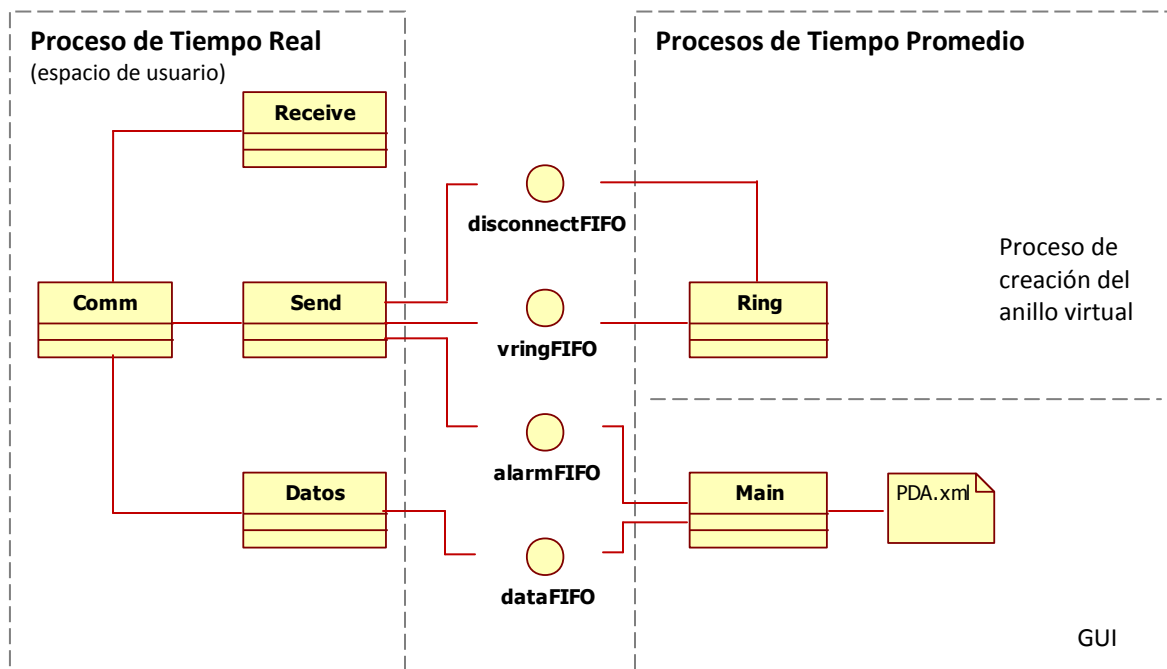 Proceso de Tiempo Real
(espacio de usuario)
Procesos de Tiempo Promedio
Receive
disconnectFIFO
Proceso de
creación del
anillo virtual
Comm
Send
Ring
vringFIFO
alarmFIFO
Datos
Main
PDA.xml
dataFIFO
GUI